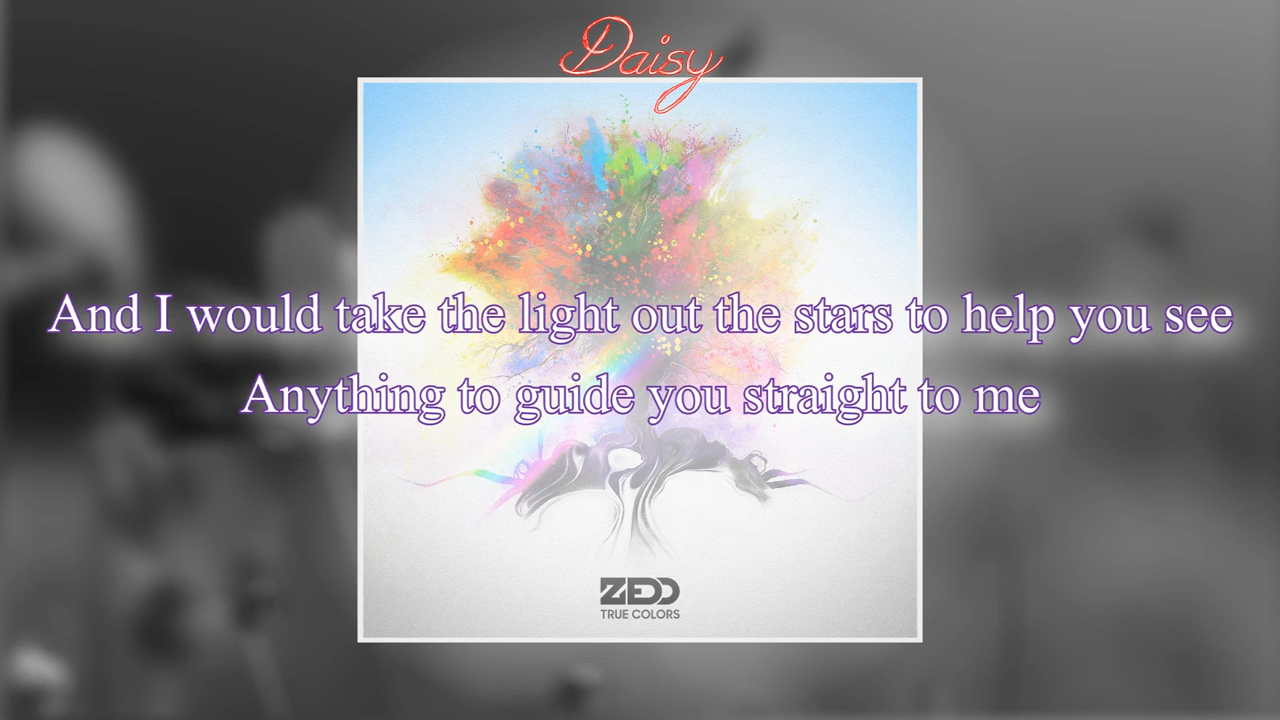 Daisy
And I would take the light out the stars to help you see
Anything to guide you straight to me
ZEDD
TRUE COLORS